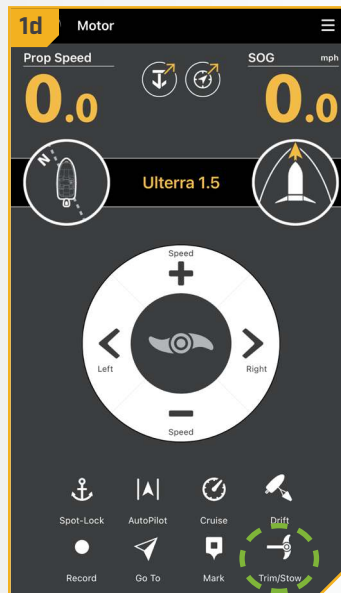 1d
Motor
Prop Speed
SOG mph
0.0
0.0
N
Ulterra 1.5
Speed
Left
Right
Speed
Spot-Lock
AutoPilot
Cruise
Drift
Record
Go To
Mark
Trim/Stow